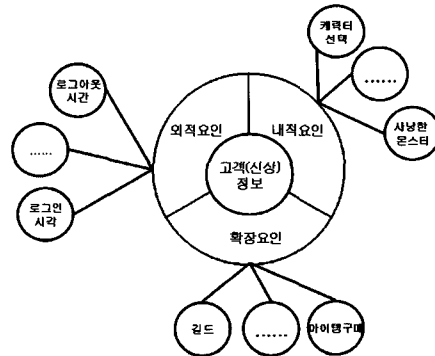 캐릭터
선택
......
사냥한
몬스터
로그아웃
시간
......
로그인
시각
외적요인
내적요인
고객(신상)
정보
확장요인
길드
......
아이템구매